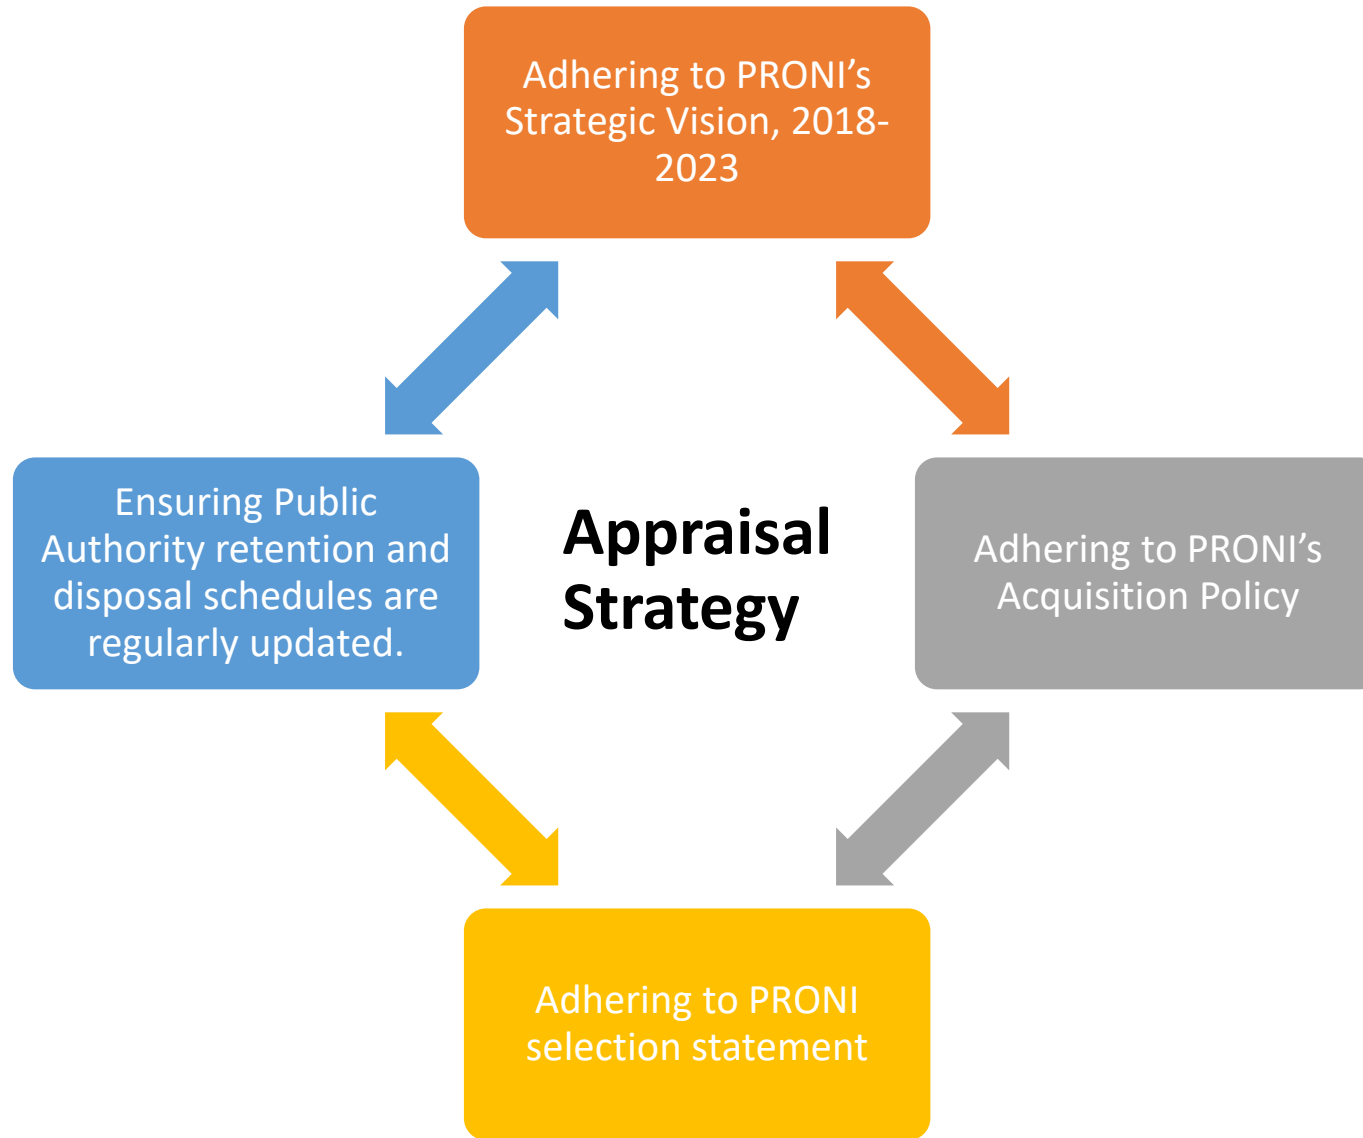 Adhering to PRONI’s
Strategic Vision, 2018-
2023
Ensuring Public
Authority retention and
disposal schedules are
regularly updated.
Appraisal
Strategy
Adhering to PRONI’s
Acquisition Policy
Adhering to PRONI
selection statement